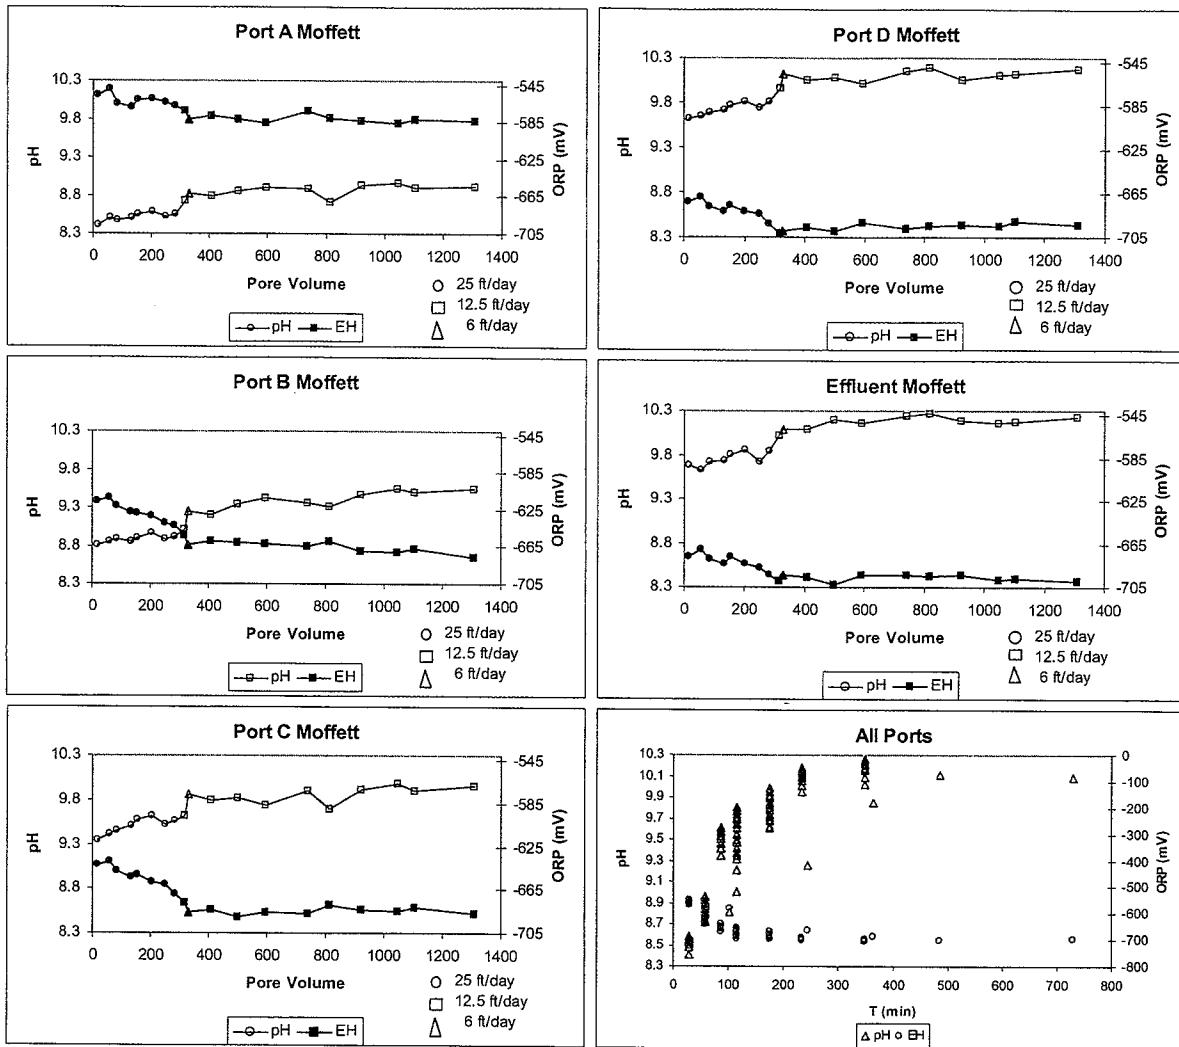 Port A Moffett
10.3
9.8
9.3
8.8
8.3
pH
-545
-585
-625
-665
-705
ORP (mV)
0 200 400 600 800 1000 1200 1400
Pore Volume
○ 25 ft/day
□ 12.5 ft/day
△ 6 ft/day
pH EH
Port B Moffett
10.3
9.8
9.3
8.8
8.3
pH
-545
-585
-625
-665
-705
ORP (mV)
0 200 400 600 800 1000 1200 1400
Pore Volume
○ 25 ft/day
□ 12.5 ft/day
△ 6 ft/day
pH EH
Port C Moffett
10.3
9.8
9.3
8.8
8.3
pH
-545
-585
-625
-665
-705
ORP (mV)
0 200 400 600 800 1000 1200 1400
Pore Volume
○ 25 ft/day
□ 12.5 ft/day
△ 6 ft/day
pH EH
Port D Moffett
10.3
9.8
9.3
8.8
8.3
pH
-545
-585
-625
-665
-705
ORP (mV)
0 200 400 600 800 1000 1200 1400
Pore Volume
○ 25 ft/day
□ 12.5 ft/day
△ 6 ft/day
pH EH
Effluent Moffett
10.3
9.8
9.3
8.8
8.3
pH
-545
-585
-625
-665
-705
ORP (mV)
0 200 400 600 800 1000 1200 1400
Pore Volume
○ 25 ft/day
□ 12.5 ft/day
△ 6 ft/day
pH EH
All Ports
10.3
10.1
9.9
9.7
9.5
9.3
9.1
8.9
8.7
8.5
8.3
pH
0
-100
-200
-300
-400
-500
-600
-700
-800
ORP (mV)
0 100 200 300 400 500 600 700 800
T (min)
△ pH ○ EH